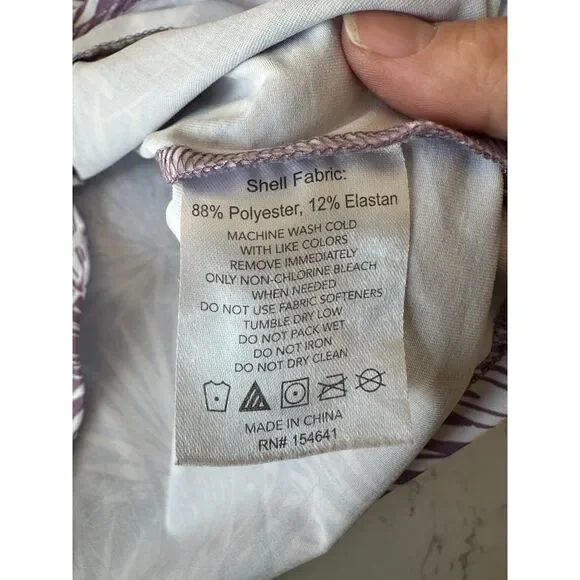 Shell Fabric:
88% Polyester, 12% Elastan
MACHINE WASH COLD
WITH LIKE COLORS
REMOVE IMMEDIATELY
ONLY NON-CHLORINE BLEACH
WHEN NEEDED
DO NOT USE FABRIC SOFTENERS
TUMBLE DRY LOW
DO NOT PACK WET
DO NOT IRON
DO NOT DRY CLEAN
MADE IN CHINA
RN# 154641